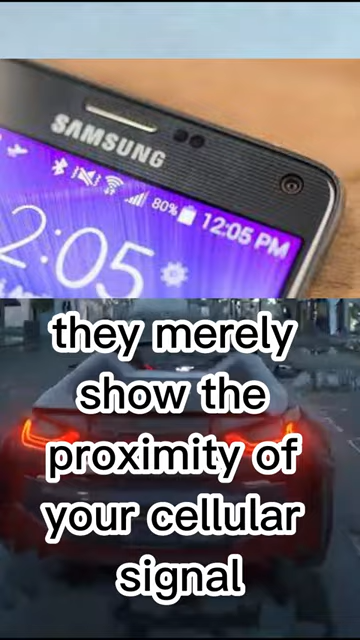 SAMSUNG
80% 12:05 PM
2:05
they merely
show the
proximity of
your cellular
signal